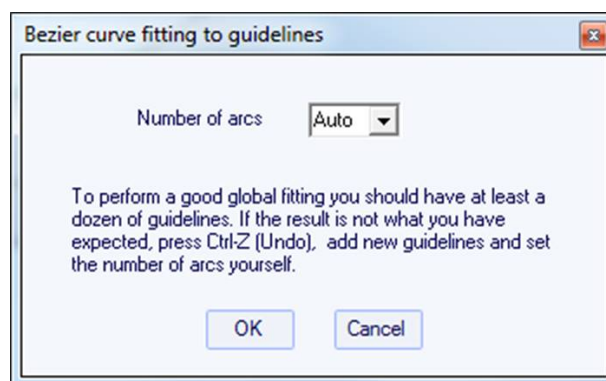 Bezier curve fitting to guidelines
Number of arcs
Auto
To perform a good global fitting you should have at least a
dozen of guidelines. If the result is not what you have
expected, press Ctrl-Z (Undo), add new guidelines and set
the number of arcs yourself.
OK
Cancel